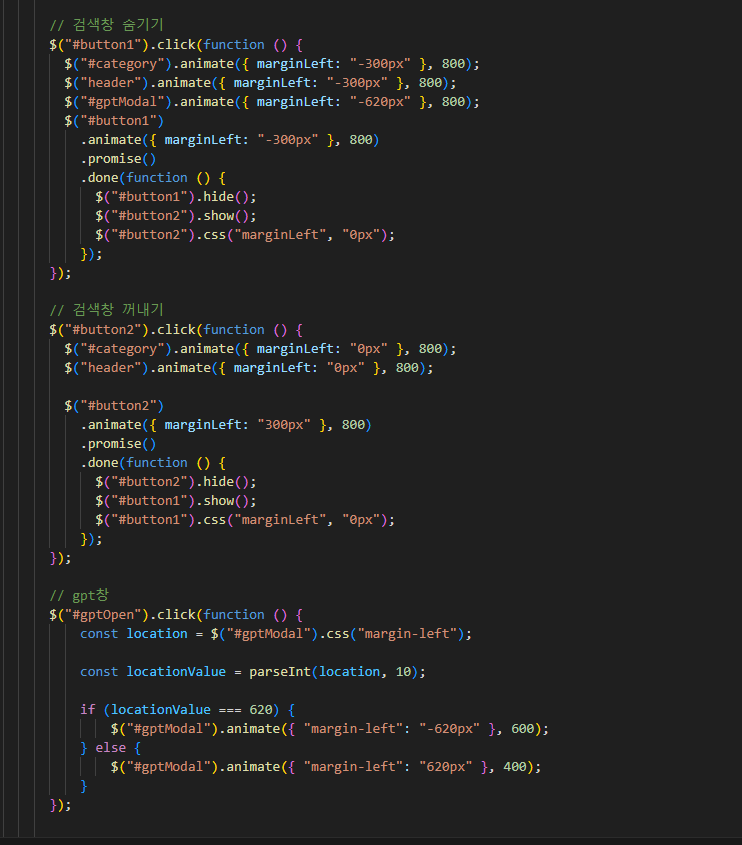 // 검색창 숨기기
$("#button1").click(function () {
$("#category").animate({ marginLeft: "-300px" }, 800);
$("header").animate({ marginLeft: "-300px" }, 800);
$("#gptModal").animate({ marginLeft: "-620px" }, 800);
$("#button1")
.animate({ marginLeft: "-300px" }, 800)
.promise()
.done(function () {
$("#button1").hide();
$("#button2").show();
$("#button2").css("marginLeft", "0px");
});
});
// 검색창 꺼내기
$("#button2").click(function () {
$("#category").animate({ marginLeft: "0px" }, 800);
$("header").animate({ marginLeft: "0px" }, 800);
$("#button2")
.animate({ marginLeft: "300px" }, 800)
.promise()
.done(function () {
$("#button2").hide();
$("#button1").show();
$("#button1").css("marginLeft", "0px");
});
});
// gpt창
$("#gptOpen").click(function () {
const location = $("#gptModal").css("margin-left");
const locationValue = parseInt(location, 10);
if (locationValue === 620) {
$("#gptModal").animate({ "margin-left": "-620px" }, 600);
} else {
$("#gptModal").animate({ "margin-left": "620px" }, 400);
}
});